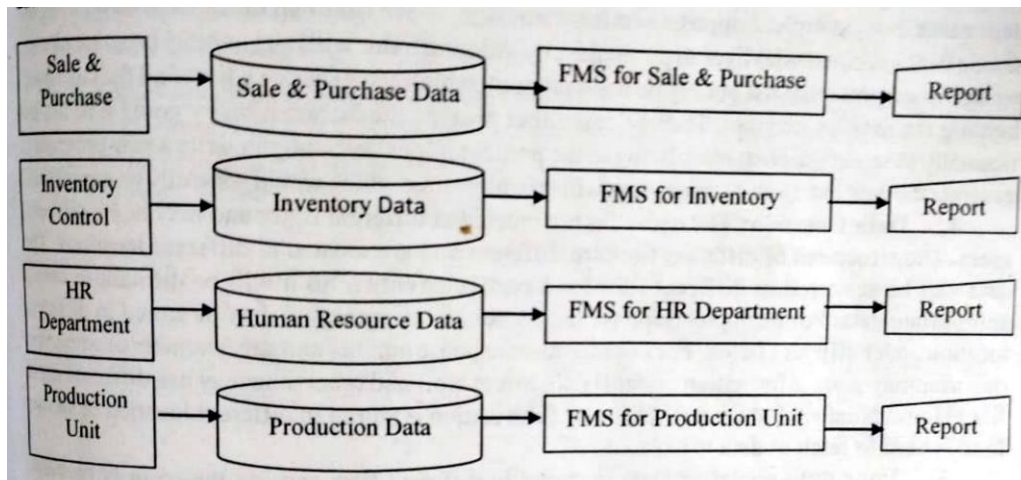 Sale &
Purchase
Sale & Purchase Data
FMS for Sale & Purchase
Report
Inventory
Control
Inventory Data
FMS for Inventory
Report
HR
Department
Human Resource Data
FMS for HR Department
Report
Production
Unit
Production Data
FMS for Production Unit
Report